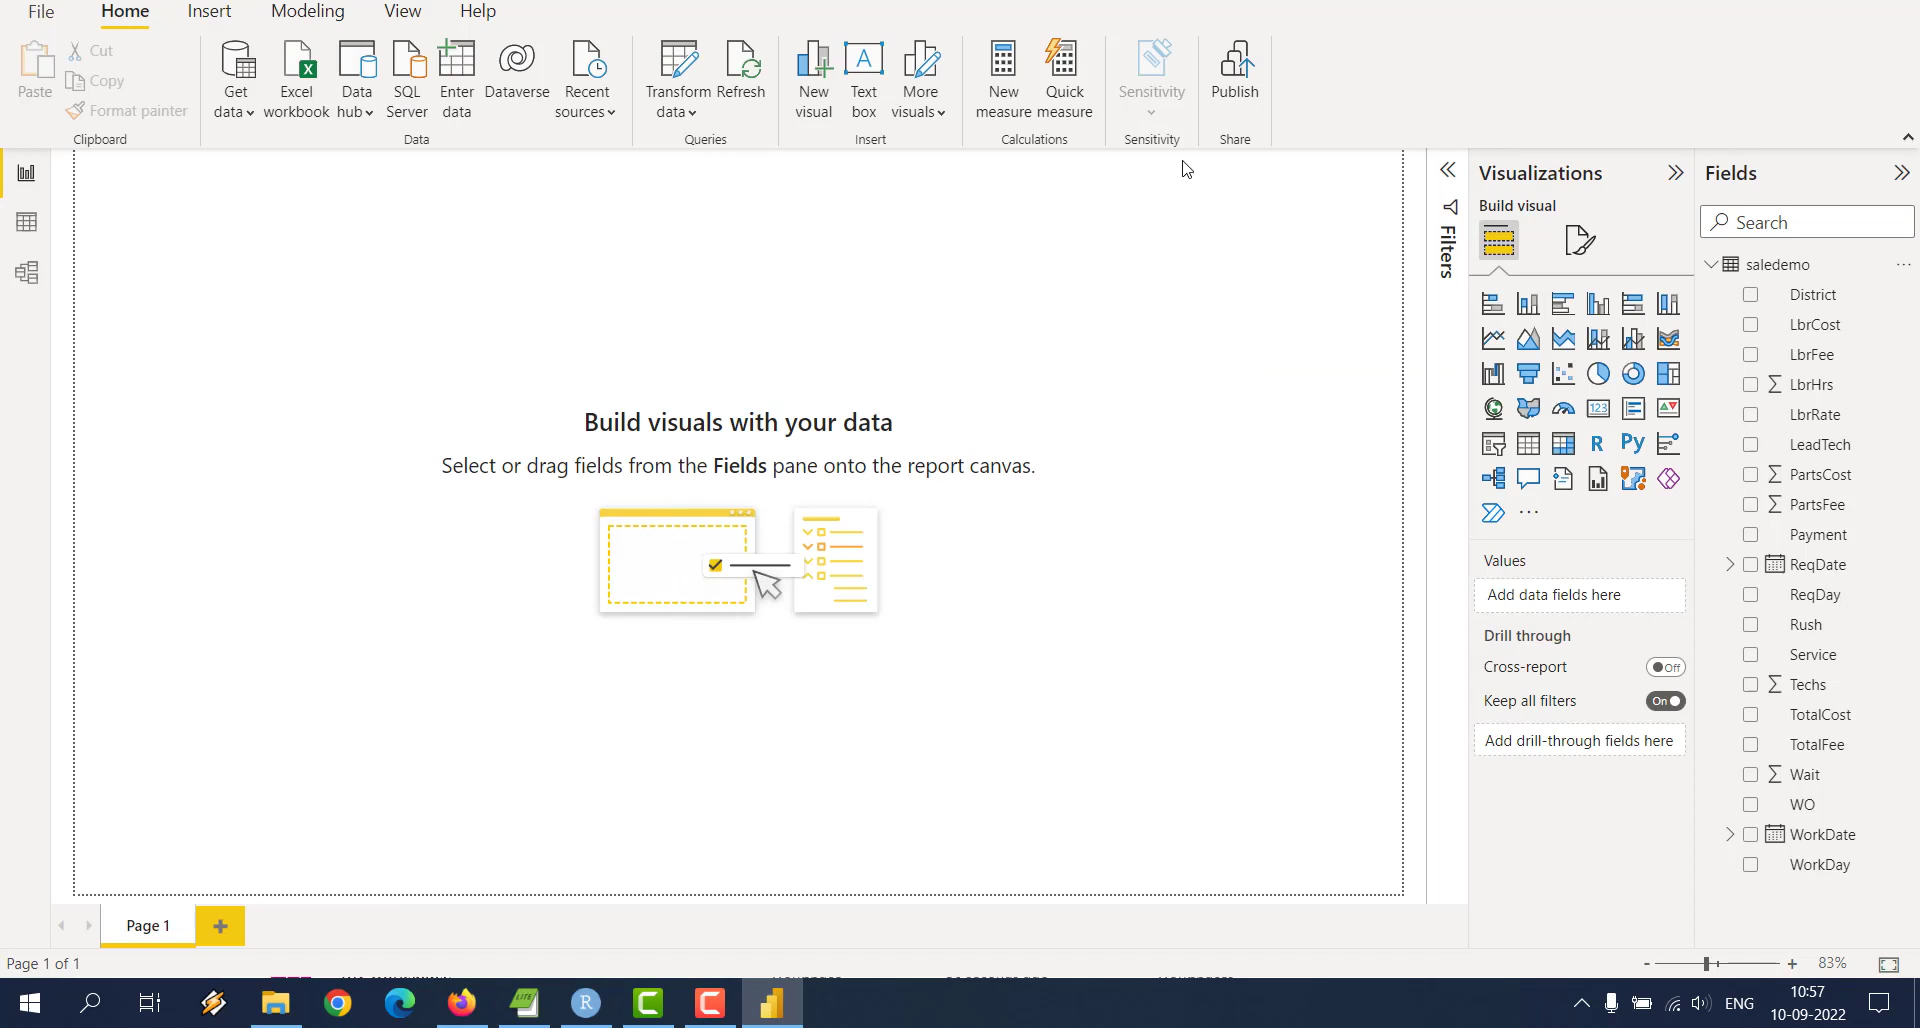 File Home Insert Modeling View Help
Paste
Cut
Copy
Format painter
Clipboard
Get data
Excel workbook
Data hub
SQL Server
Enter data
Dataverse
Recent sources
Data
Transform data
Refresh
Queries
New visual
Text box
More visuals
Insert
New measure
Quick measure
Calculations
Sensitivity
Sensitivity
Publish
Share
Build visuals with your data
Select or drag fields from the Fields pane onto the report canvas.
Filters
Visualizations
Build visual
123
R
Py
Values
Add data fields here
Drill through
Cross-report
Off
Keep all filters
On
Add drill-through fields here
Fields
Search
saledemo
District
LbrCost
LbrFee
LbrHrs
LbrRate
LeadTech
PartsCost
PartsFee
Payment
ReqDate
ReqDay
Rush
Service
Techs
TotalCost
TotalFee
Wait
WO
WorkDate
WorkDay
Page 1
Page 1 of 1
83%
LITE
R
ENG
10:57
10-09-2022